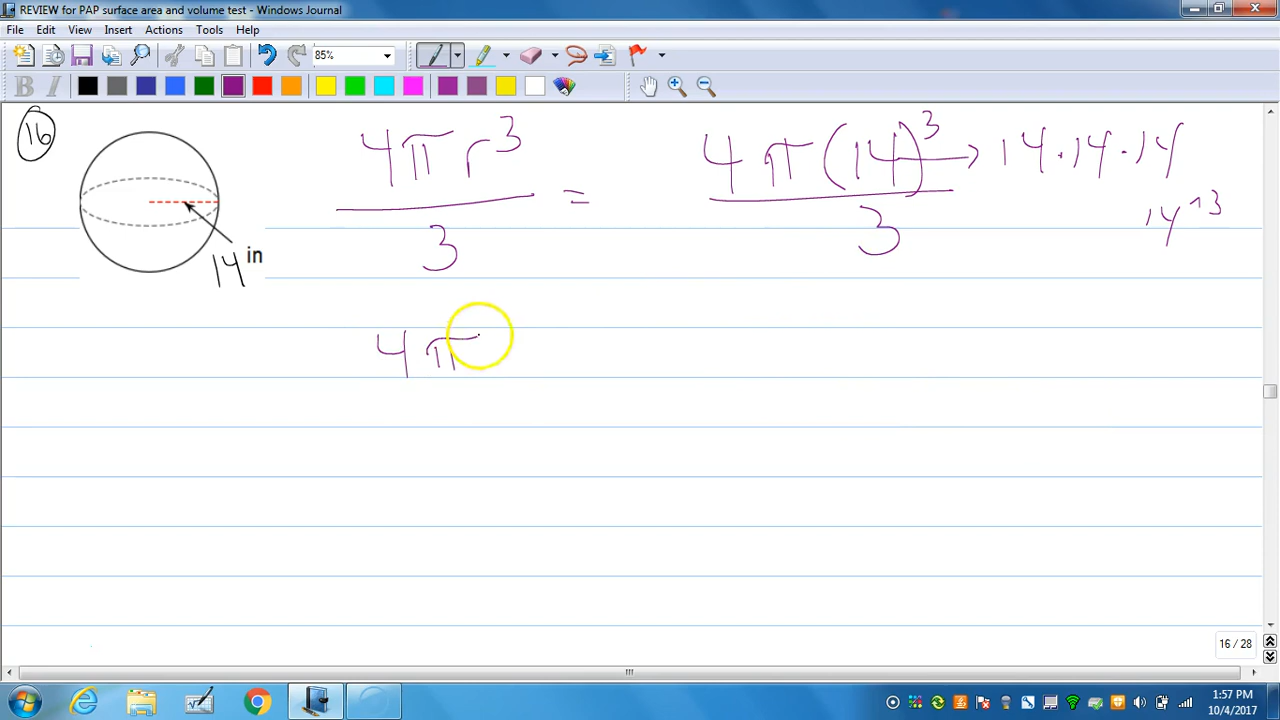 REVIEW for PAP surface area and volume test - Windows Journal
File Edit View Insert Actions Tools Help
85%
B I
16
4πr³/3 = 4π(14)³/3 → 14·14·14
14^3
14 in
4π
16 / 28
1:57 PM
10/4/2017